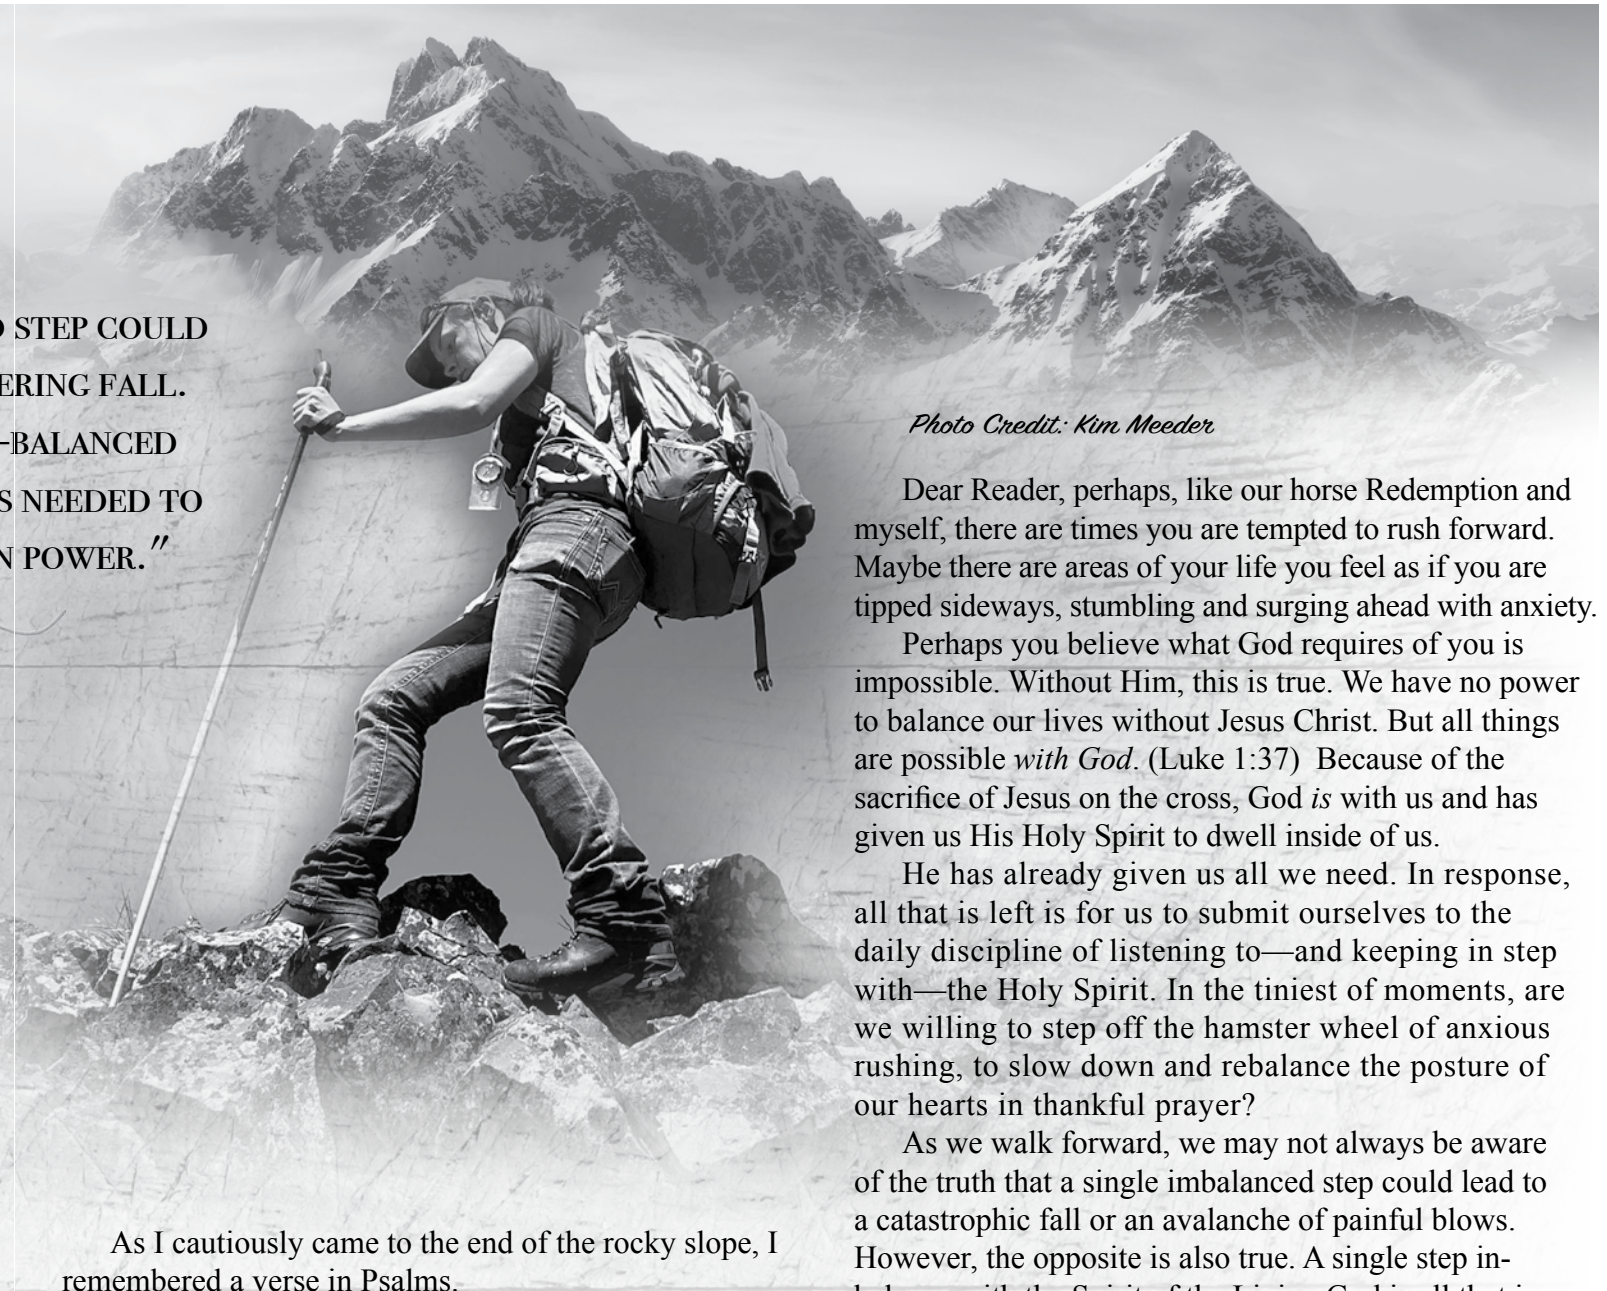 STEP COULD
ERING FALL.
-BALANCED
S NEEDED TO
N POWER."
As I cautiously came to the end of the rocky slope, I
remembered a verse in Psalms.
Photo Credit: Kim Meeder
Dear Reader, perhaps, like our horse Redemption and
myself, there are times you are tempted to rush forward.
Maybe there are areas of your life you feel as if you are
tipped sideways, stumbling and surging ahead with anxiety.
Perhaps you believe what God requires of you is
impossible. Without Him, this is true. We have no power
to balance our lives without Jesus Christ. But all things
are possible with God. (Luke 1:37)  Because of the
sacrifice of Jesus on the cross, God is with us and has
given us His Holy Spirit to dwell inside of us.
He has already given us all we need. In response,
all that is left is for us to submit ourselves to the
daily discipline of listening to—and keeping in step
with—the Holy Spirit. In the tiniest of moments, are
we willing to step off the hamster wheel of anxious
rushing, to slow down and rebalance the posture of
our hearts in thankful prayer?
As we walk forward, we may not always be aware
of the truth that a single imbalanced step could lead to
a catastrophic fall or an avalanche of painful blows.
However, the opposite is also true. A single step in-